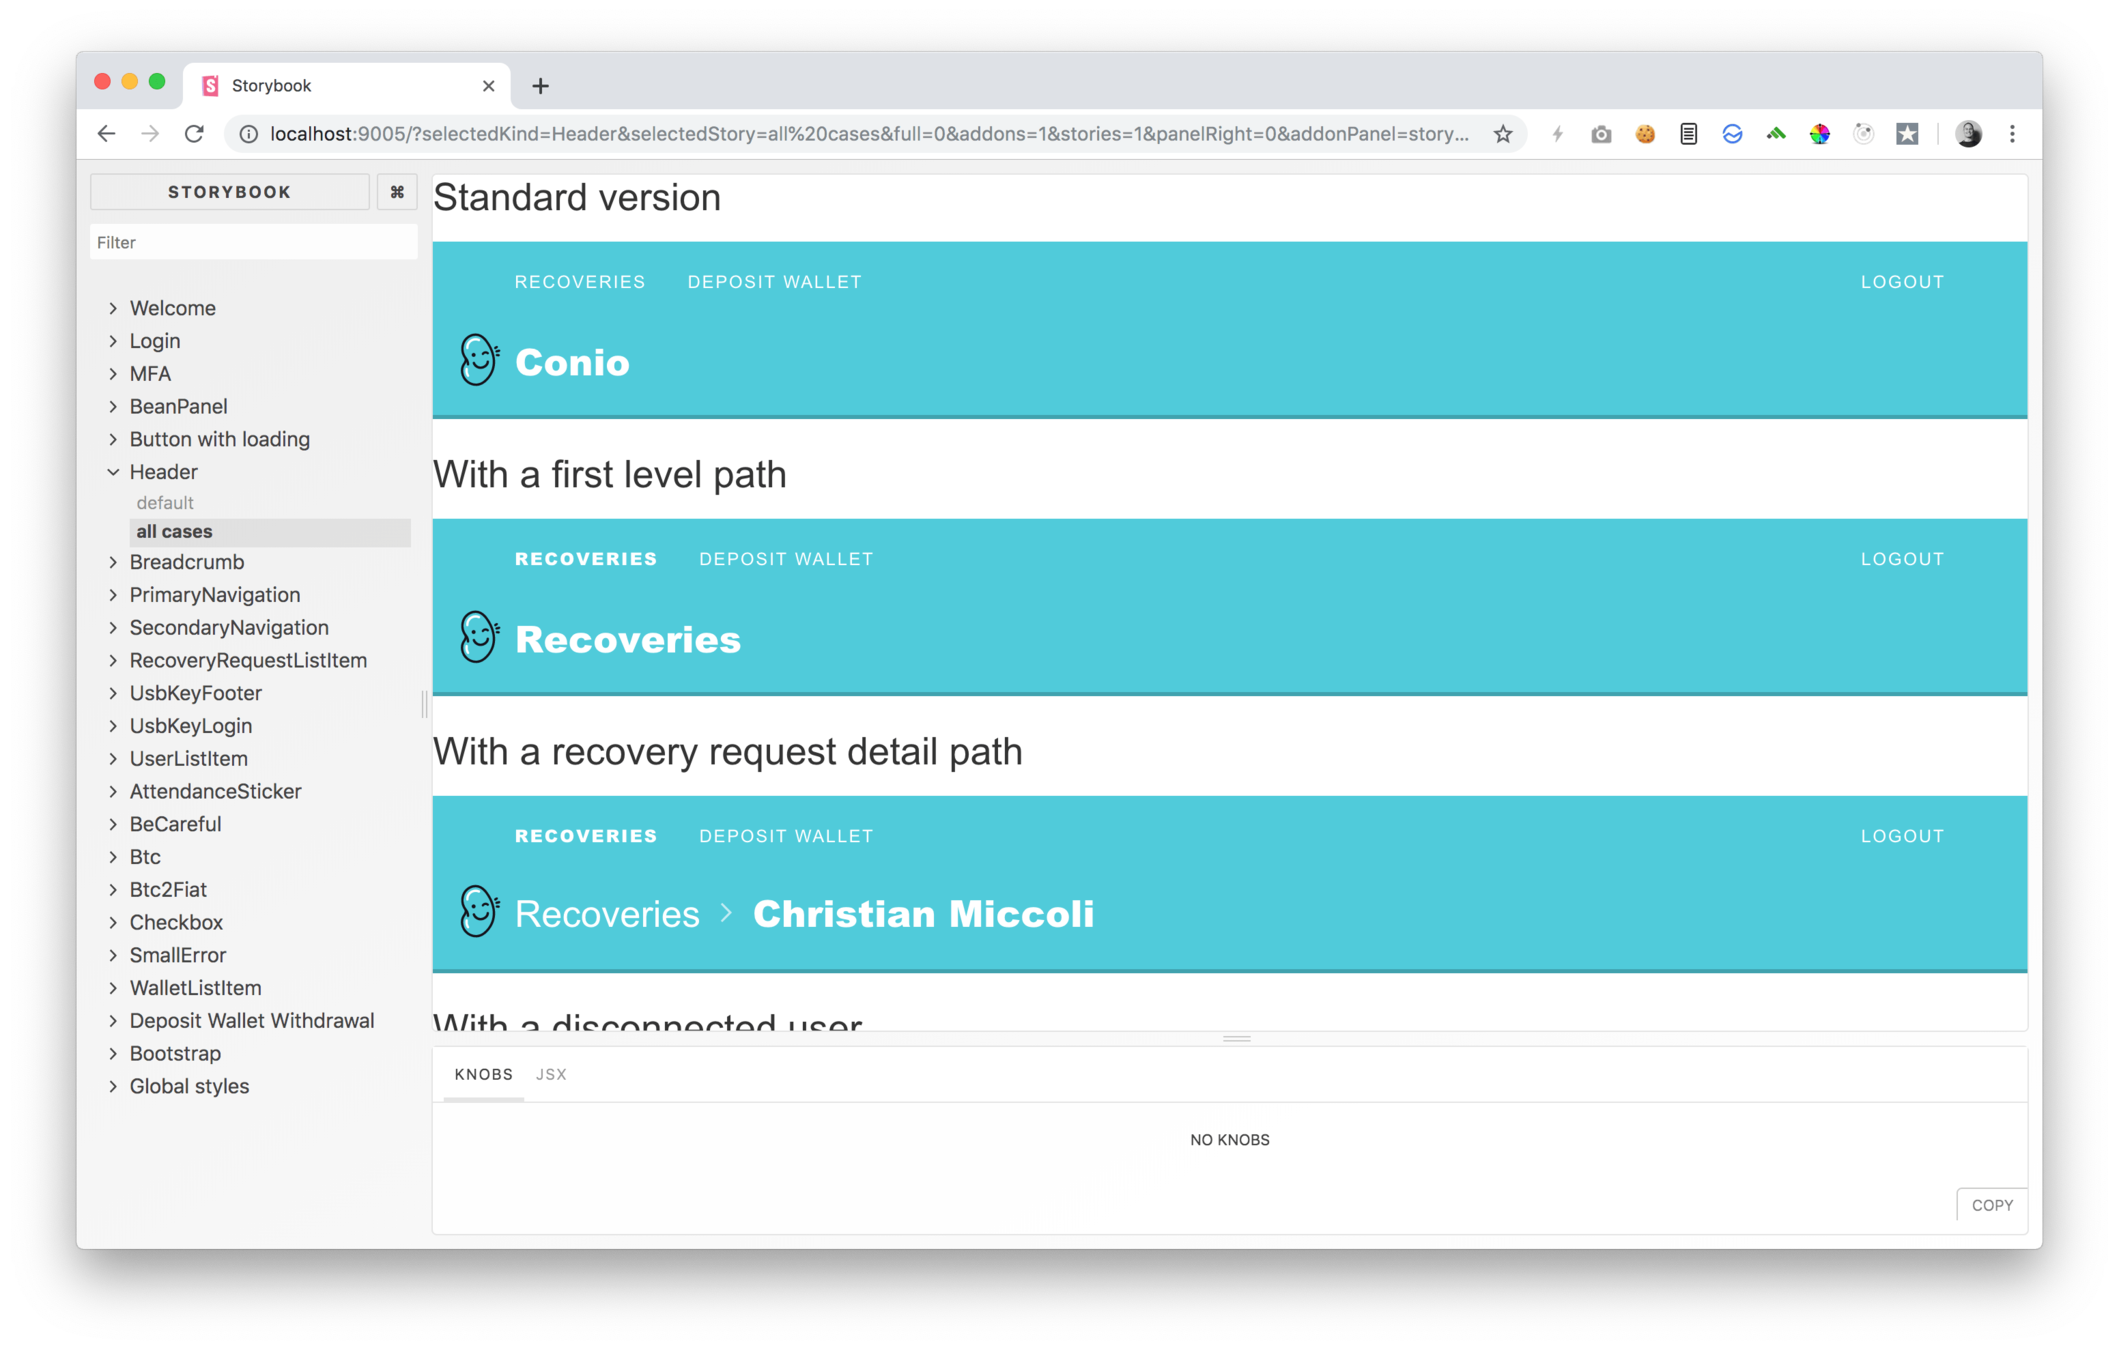 Storybook
localhost:9005/?selectedKind=Header&selectedStory=all%20cases&full=0&addons=1&stories=1&panelRight=0&addonPanel=story...
STORYBOOK ⌘
Filter
Welcome
Login
MFA
BeanPanel
Button with loading
Header
default
all cases
Breadcrumb
PrimaryNavigation
SecondaryNavigation
RecoveryRequestListItem
UsbKeyFooter
UsbKeyLogin
UserListItem
AttendanceSticker
BeCareful
Btc
Btc2Fiat
Checkbox
SmallError
WalletListItem
Deposit Wallet Withdrawal
Bootstrap
Global styles
Standard version
RECOVERIES DEPOSIT WALLET LOGOUT
Conio
With a first level path
RECOVERIES DEPOSIT WALLET LOGOUT
Recoveries
With a recovery request detail path
RECOVERIES DEPOSIT WALLET LOGOUT
Recoveries > Christian Miccoli
With a disconnected user
KNOBS JSX
NO KNOBS
COPY